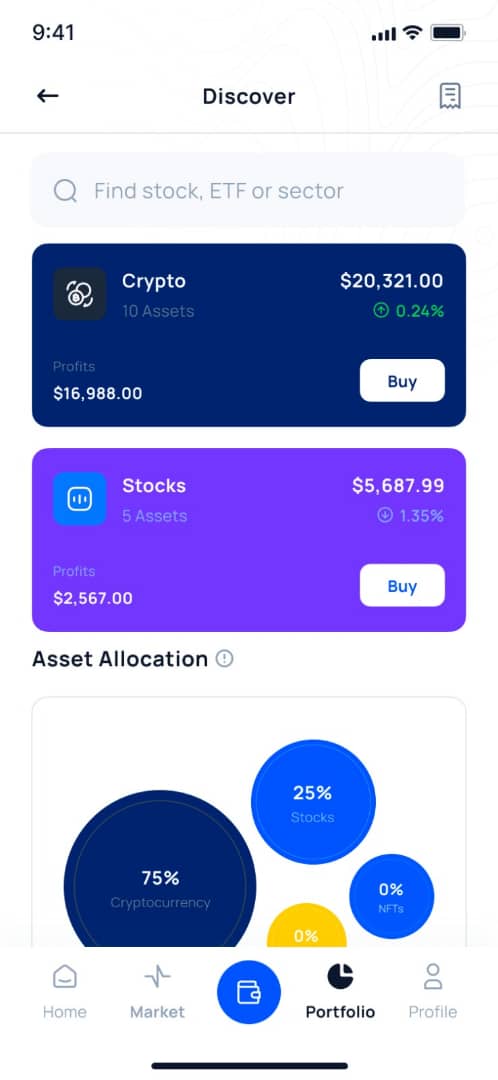 9:41
Discover
Find stock, ETF or sector
Crypto
$20,321.00
10 Assets
0.24%
Profits
$16,988.00
Buy
Stocks
$5,687.99
5 Assets
1.35%
Profits
$2,567.00
Buy
Asset Allocation
25%
Stocks
75%
Cryptocurrency
0%
NFTs
0%
Home
Market
Portfolio
Profile